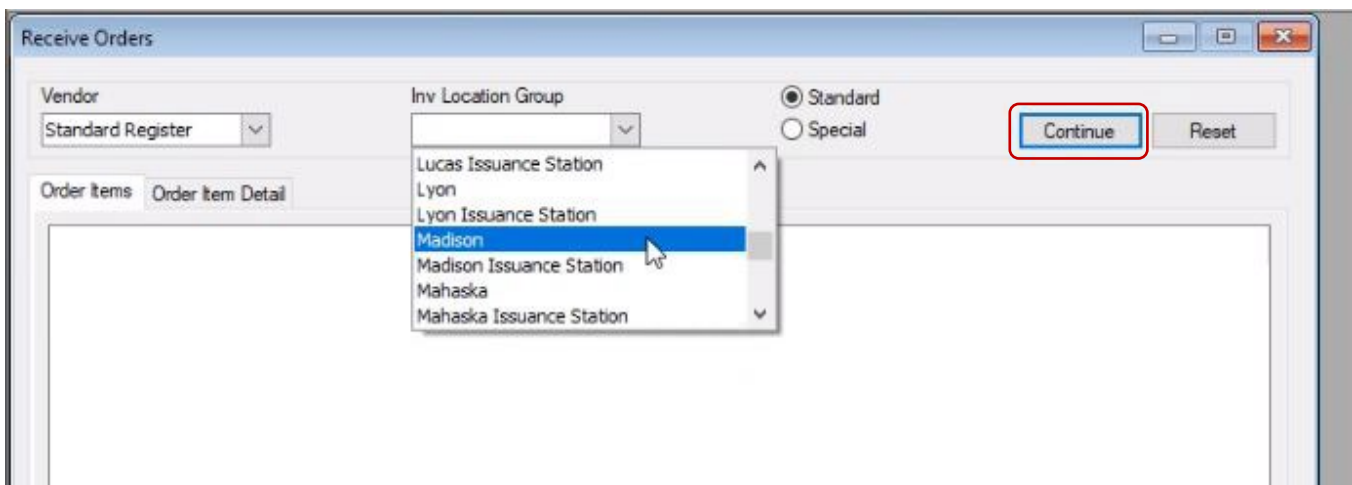 Receive Orders
Vendor
Inv Location Group
Standard
Standard Register
Special
Continue
Reset
Order Items
Order Item Detail
Lucas Issuance Station
Lyon
Lyon Issuance Station
Madison
Madison Issuance Station
Mahaska
Mahaska Issuance Station